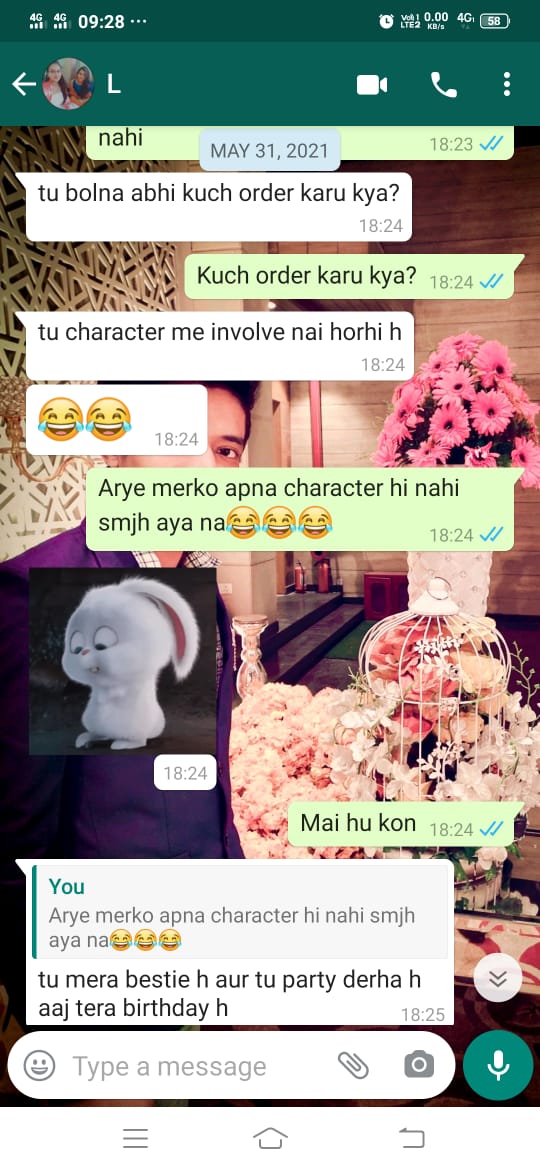 4G 4G 09:28 ... VoI) 1 LTE2 0.00 KB/s 4G 58
L
nahi 18:23
MAY 31, 2021
tu bolna abhi kuch order karu kya?
18:24
Kuch order karu kya? 18:24
tu character me involve nai horhi h
18:24
😂😂 18:24
Arye merko apna character hi nahi
smjh aya na😂😂😂 18:24
18:24
Mai hu kon 18:24
You
Arye merko apna character hi nahi smjh
aya na😂😂😂
tu mera bestie h aur tu party derha h
aaj tera birthday h 18:25
Type a message